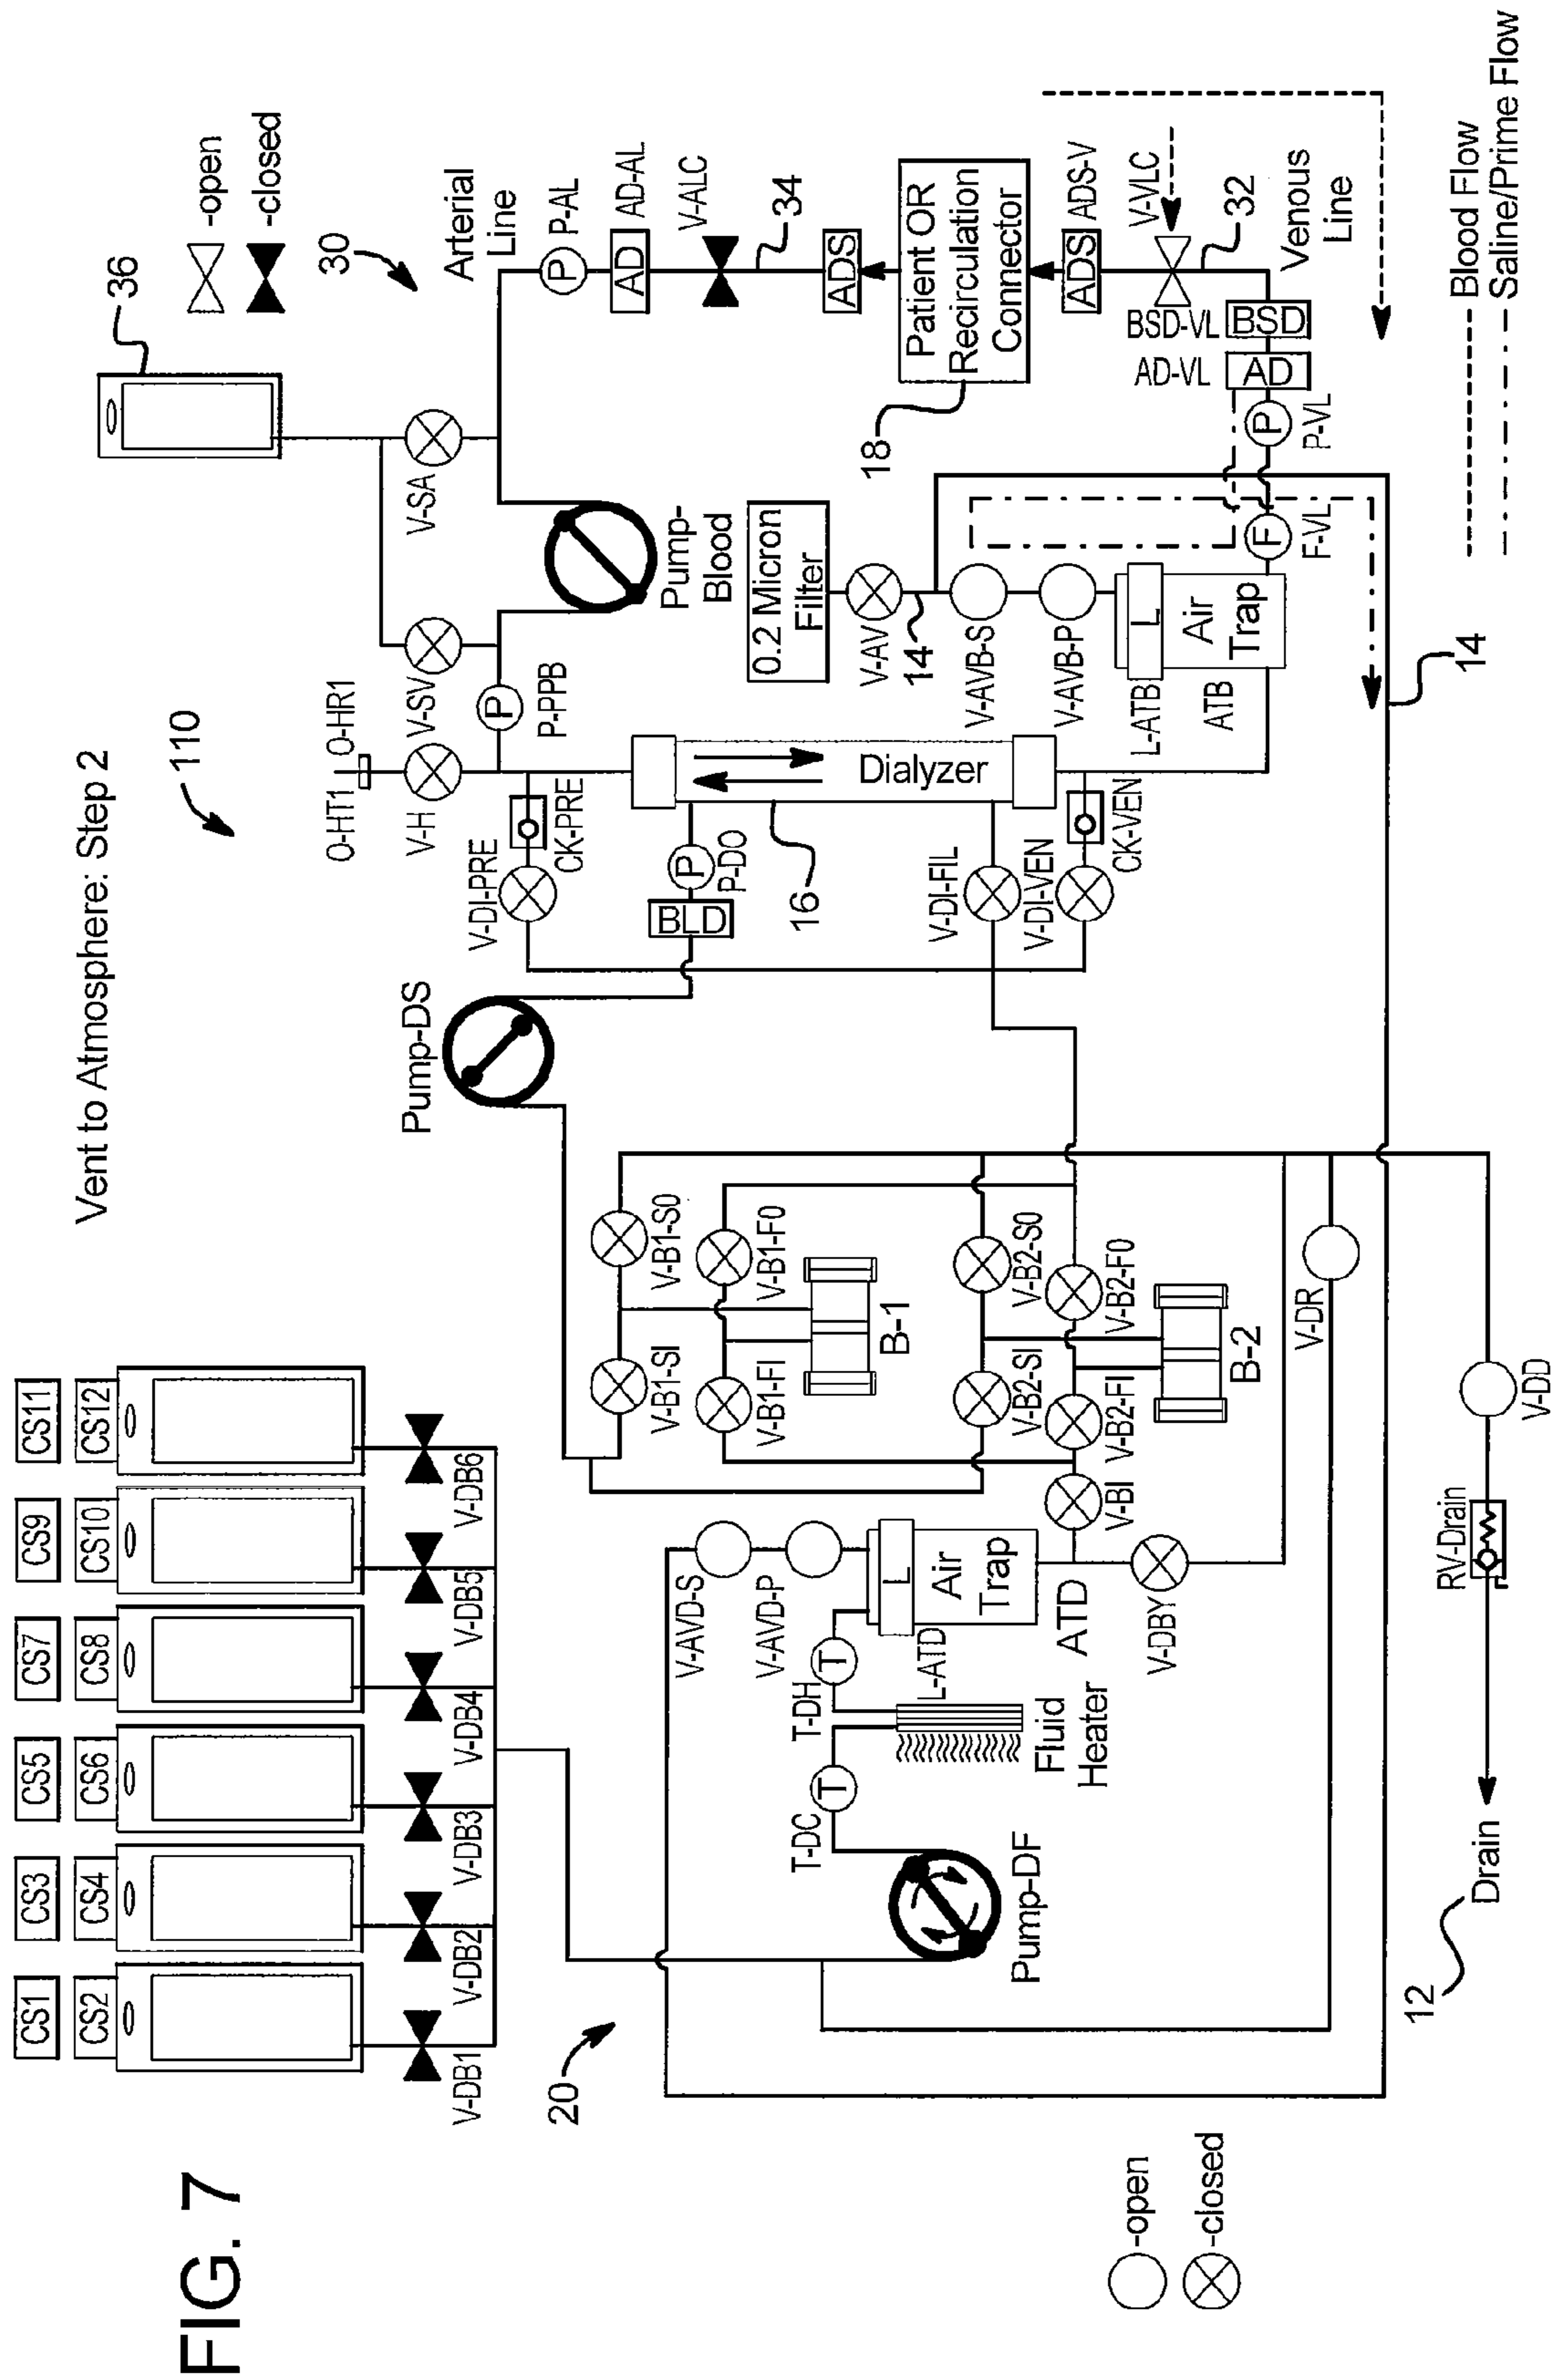 FIG. 7
Vent to Atmosphere: Step 2
110
CS1
CS3
CS5
CS7
CS9
CS11
CS2
CS4
CS6
CS8
CS10
CS12
V-DB1
V-DB2
V-DB3
V-DB4
V-DB5
V-DB6
20
36
-open
-closed
30
Arterial
Line
P
P-AL
AD
AD-AL
V-ALC
34
ADS
Patient OR
Recirculation
Connector
18
ADS
ADS-V
V-VLC
32
Venous
Line
BSD-VL
BSD
AD-VL
AD
P
P-VL
F
F-VL
Blood Flow
Saline/Prime Flow
V-SA
V-SV
Pump-
Blood
O-HT1
O-HR1
V-H
P
P-PPB
V-DI-PRE
CK-PRE
Dialyzer
16
P
P-DO
BLD
Pump-DS
V-DI-FIL
V-DI-VEN
CK-VEN
0.2 Micron
Filter
V-AV
14
V-AVB-S
V-AVB-P
L-ATB
L
Air
Trap
ATB
14
V-B1-SI
V-B1-S0
V-B1-FI
V-B1-F0
B-1
V-B2-SI
V-B2-S0
V-B2-FI
V-B2-F0
B-2
V-BI
V-DBY
V-DR
V-DD
RV-Drain
Drain
12
V-AVD-S
V-AVD-P
L
Air
Trap
L-ATD
ATD
T
T-DH
T
T-DC
Fluid
Heater
Pump-DF
-open
-closed